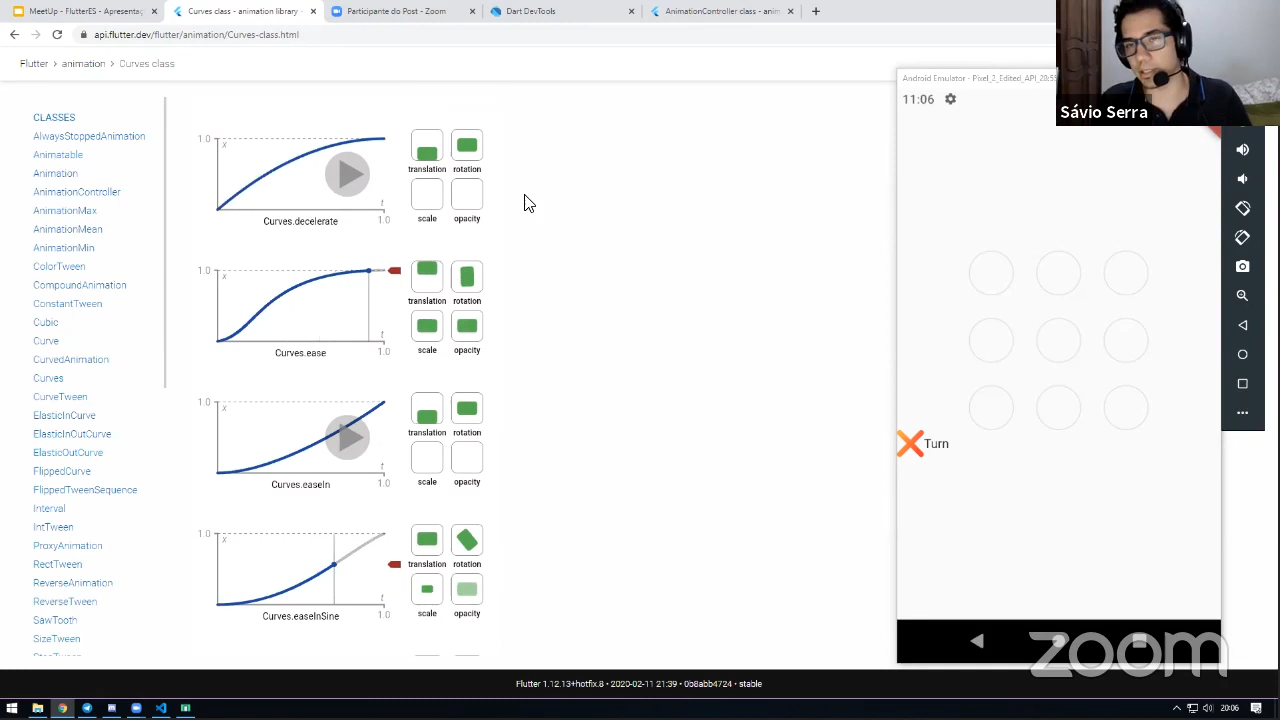 MeetUp - FlutterES - Apresentaç
Curves class - animation library -
Participante do Post - Zoom
Dart DevTools
AnimationController class - anim
api.flutter.dev/flutter/animation/Curves-class.html
Flutter
animation
Curves class
CLASSES
AlwaysStoppedAnimation
Animatable
Animation
AnimationController
AnimationMax
AnimationMean
AnimationMin
ColorTween
CompoundAnimation
ConstantTween
Cubic
Curve
CurvedAnimation
Curves
CurveTween
ElasticInCurve
ElasticInOutCurve
ElasticOutCurve
FlippedCurve
FlippedTweenSequence
Interval
IntTween
ProxyAnimation
RectTween
ReverseAnimation
ReverseTween
SawTooth
SizeTween
1.0
x
t
1.0
Curves.decelerate
translation
rotation
scale
opacity
1.0
x
t
1.0
Curves.ease
translation
rotation
scale
opacity
1.0
x
t
1.0
Curves.easeIn
translation
rotation
scale
opacity
1.0
x
t
1.0
Curves.easeInSine
translation
rotation
scale
opacity
Android Emulator - Pixel_2_Edited_API_28:55
11:06
Turn
Sávio Serra
zoom
Flutter 1.12.13+hotfix.8 • 2020-02-11 21:39 • 0b8abb4724 • stable
20:06